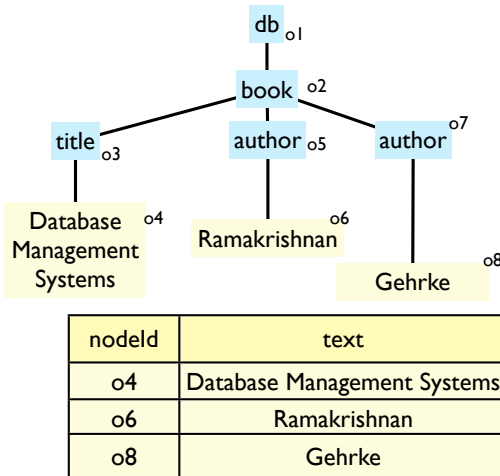 db
o1
book
o2
title
o3
author
o5
author
o7
Database
Management
Systems
o4
Ramakrishnan
o6
Gehrke
o8
nodeId text
o4 Database Management Systems
o6 Ramakrishnan
o8 Gehrke